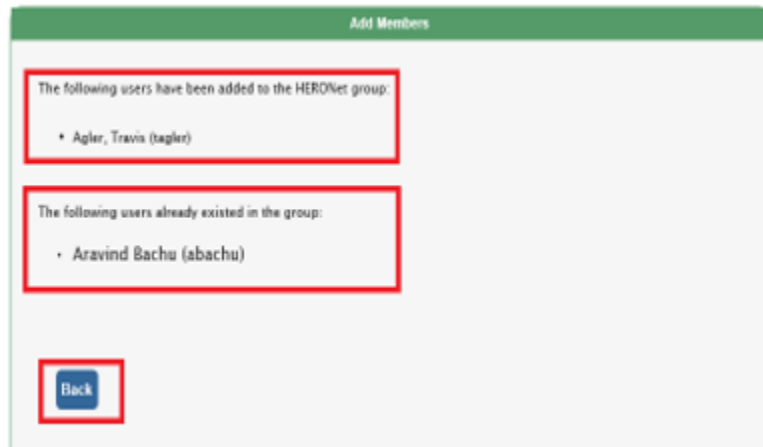 Add Members
The following users have been added to the HERONet group:
• Agler, Travis (tagler)
The following users already existed in the group:
• Aravind Bachu (abachu)
Back